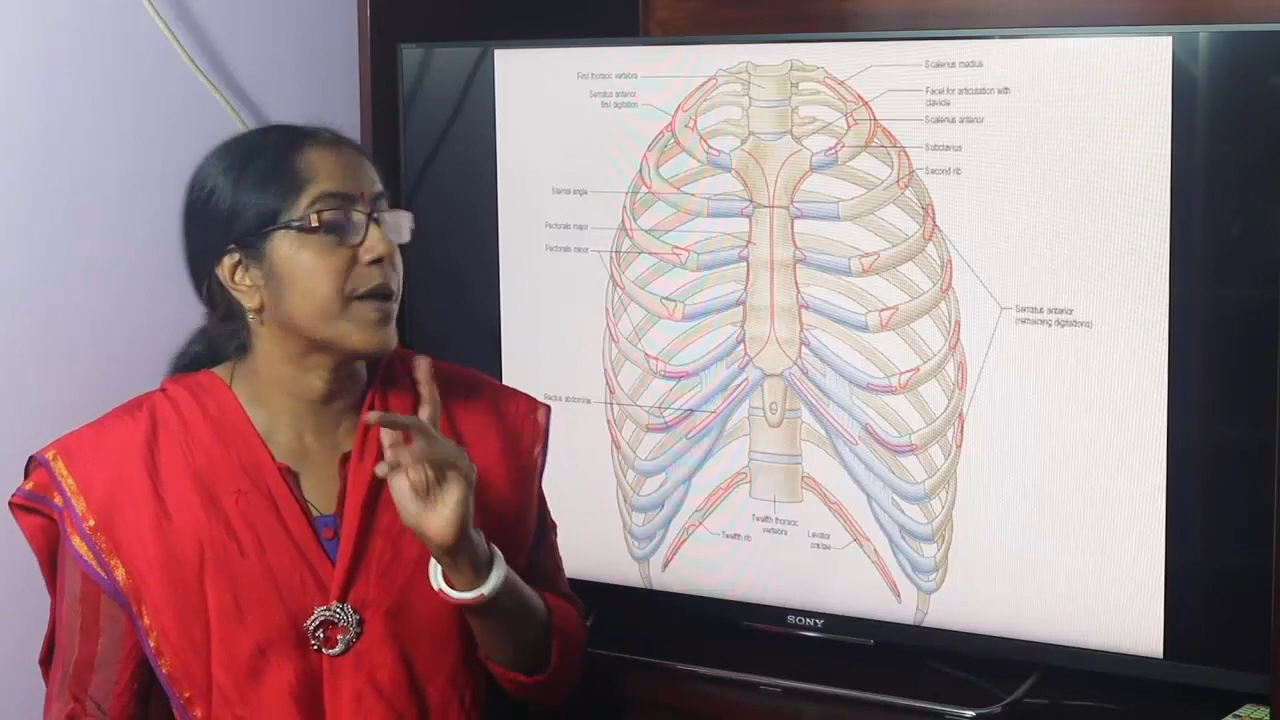 First thoracic vertebra
Serratus anterior,
first digitation
Sternal angle
Pectoralis major
Pectoralis minor
Rectus abdominis
Scalenus medius
Facet for articulation with
clavicle
Scalenus anterior
Subclavius
Second rib
Serratus anterior
(remaining digitations)
Twelfth thoracic
vertebra
Levator
costae
Twelfth rib
SONY